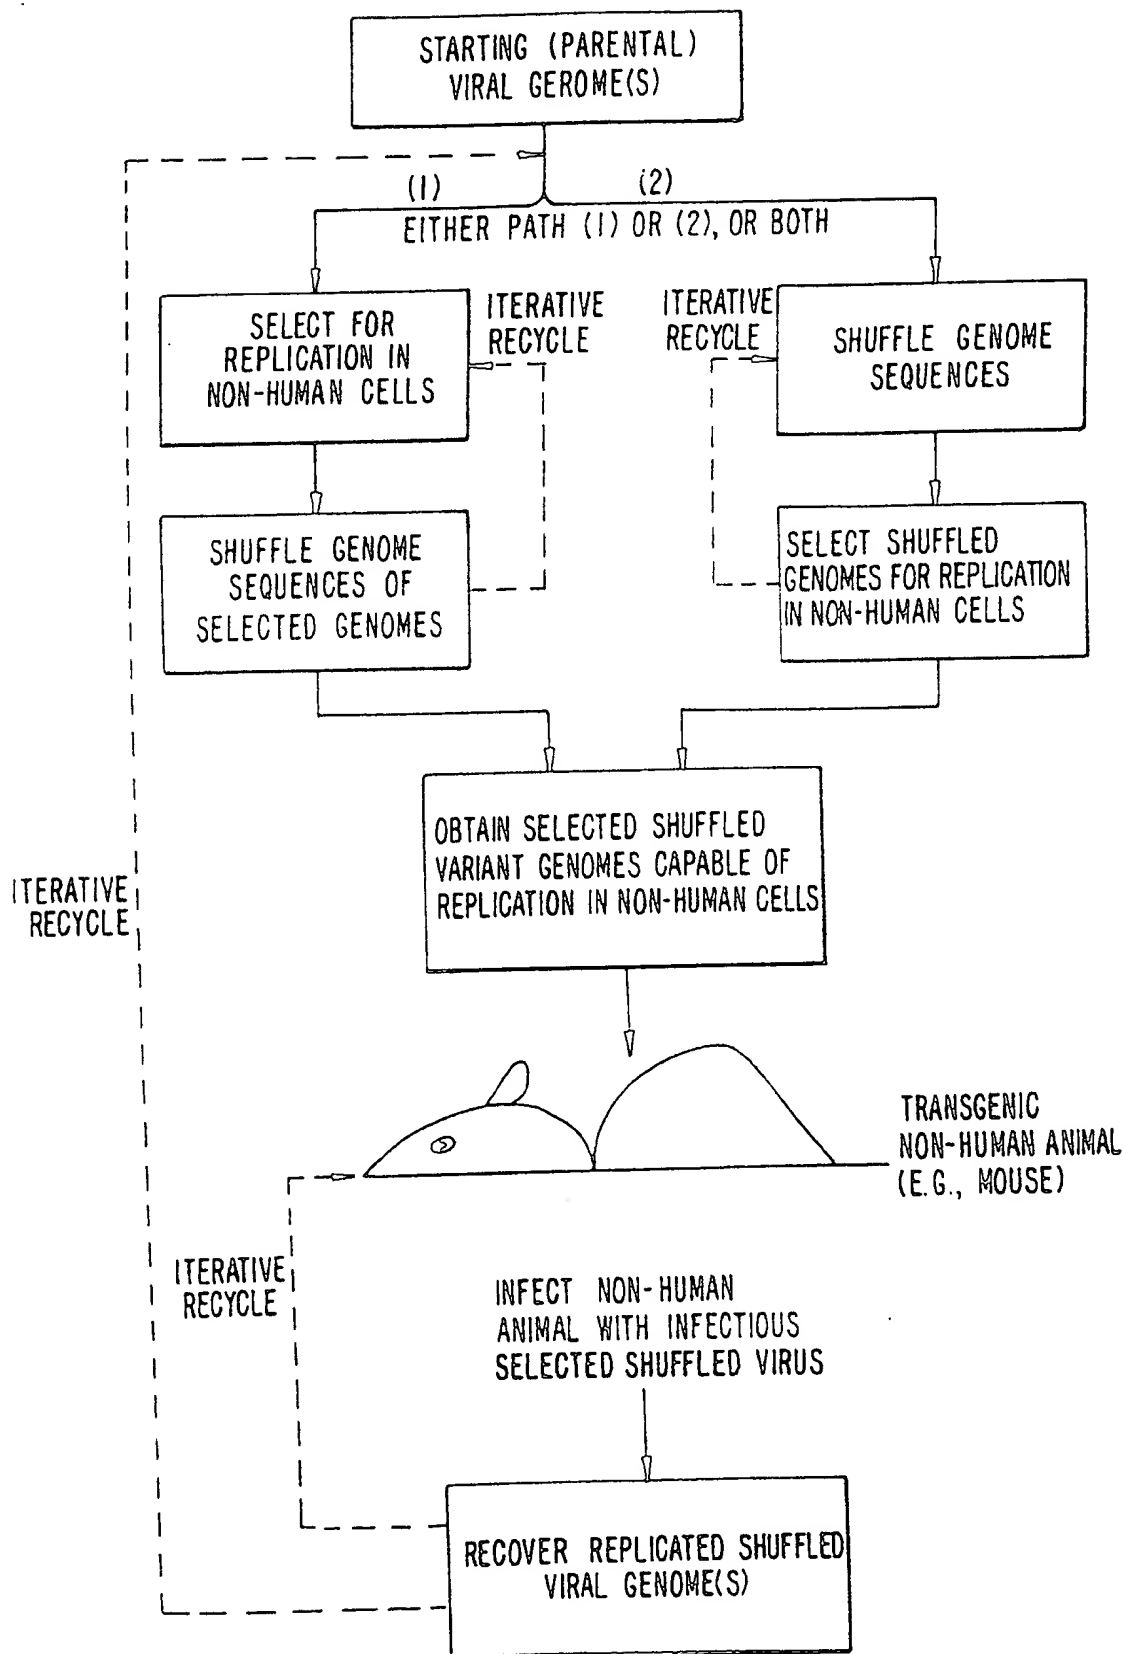 STARTING (PARENTAL)
VIRAL GEROME(S)
(1)
(2)
EITHER PATH (1) OR (2), OR BOTH
SELECT FOR
REPLICATION IN
NON-HUMAN CELLS
ITERATIVE
RECYCLE
ITERATIVE
RECYCLE
SHUFFLE GENOME
SEQUENCES
SHUFFLE GENOME
SEQUENCES OF
SELECTED GENOMES
SELECT SHUFFLED
GENOMES FOR REPLICATION
IN NON-HUMAN CELLS
OBTAIN SELECTED SHUFFLED
VARIANT GENOMES CAPABLE OF
REPLICATION IN NON-HUMAN CELLS
ITERATIVE
RECYCLE
TRANSGENIC
NON-HUMAN ANIMAL
(E.G., MOUSE)
ITERATIVE
RECYCLE
INFECT NON-HUMAN
ANIMAL WITH INFECTIOUS
SELECTED SHUFFLED VIRUS
RECOVER REPLICATED SHUFFLED
VIRAL GENOME(S)